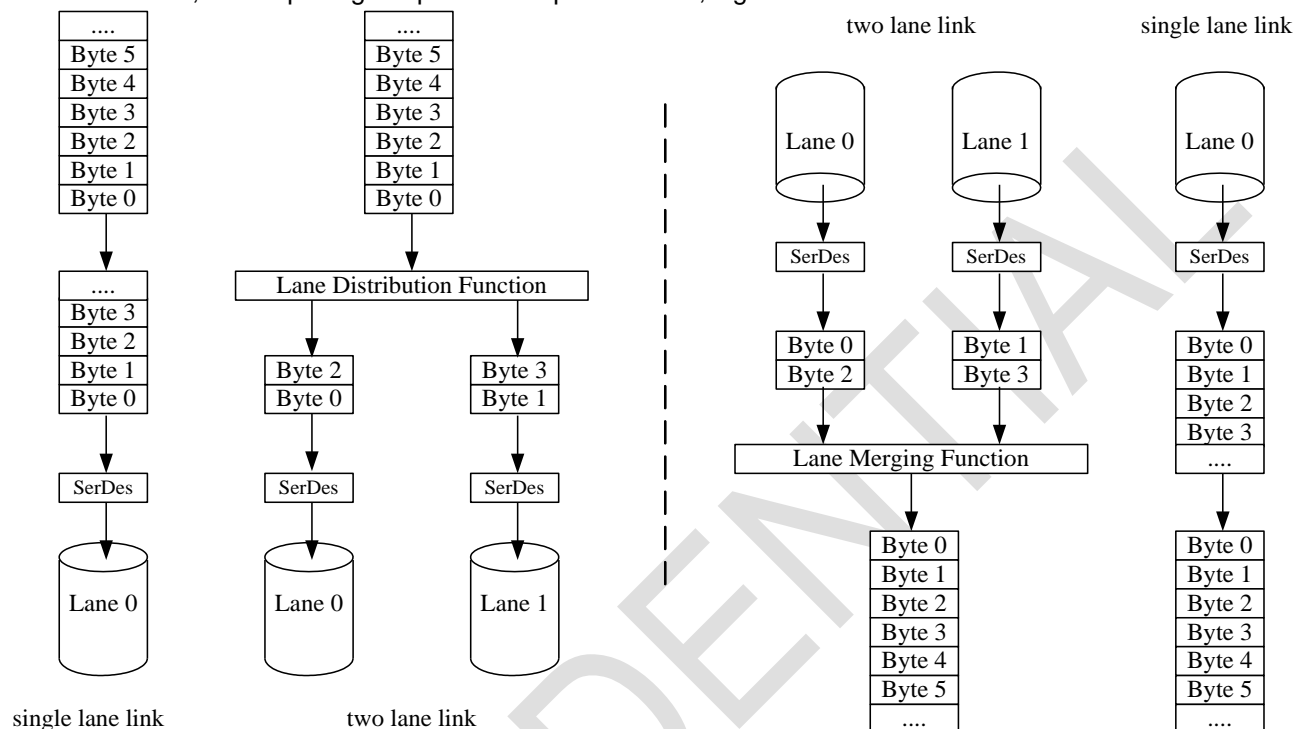 ....
Byte 5
Byte 4
Byte 3
Byte 2
Byte 1
Byte 0
....
Byte 3
Byte 2
Byte 1
Byte 0
SerDes
Lane 0
single lane link
....
Byte 5
Byte 4
Byte 3
Byte 2
Byte 1
Byte 0
Lane Distribution Function
Byte 2
Byte 0
SerDes
Lane 0
Byte 3
Byte 1
SerDes
Lane 1
two lane link
two lane link
Lane 0
SerDes
Byte 0
Byte 2
Lane 1
SerDes
Byte 1
Byte 3
Lane Merging Function
Byte 0
Byte 1
Byte 2
Byte 3
Byte 4
Byte 5
....
single lane link
Lane 0
SerDes
Byte 0
Byte 1
Byte 2
Byte 3
....
Byte 0
Byte 1
Byte 2
Byte 3
Byte 4
Byte 5
....
DENTIAL